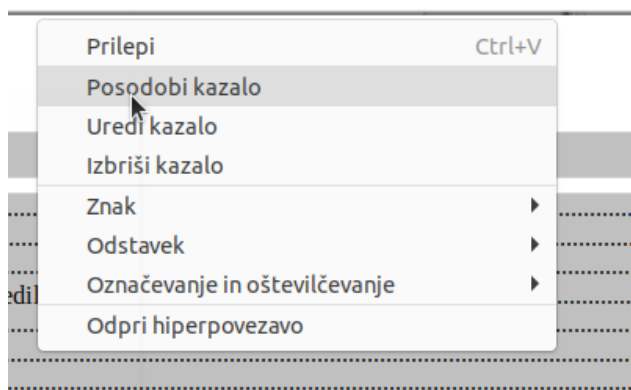 Prilepi Ctrl+V
Posodobi kazalo
Uredi kazalo
Izbriši kazalo
Znak
Odstavek
Označevanje in oštevilčevanje
Odpri hiperpovezavo